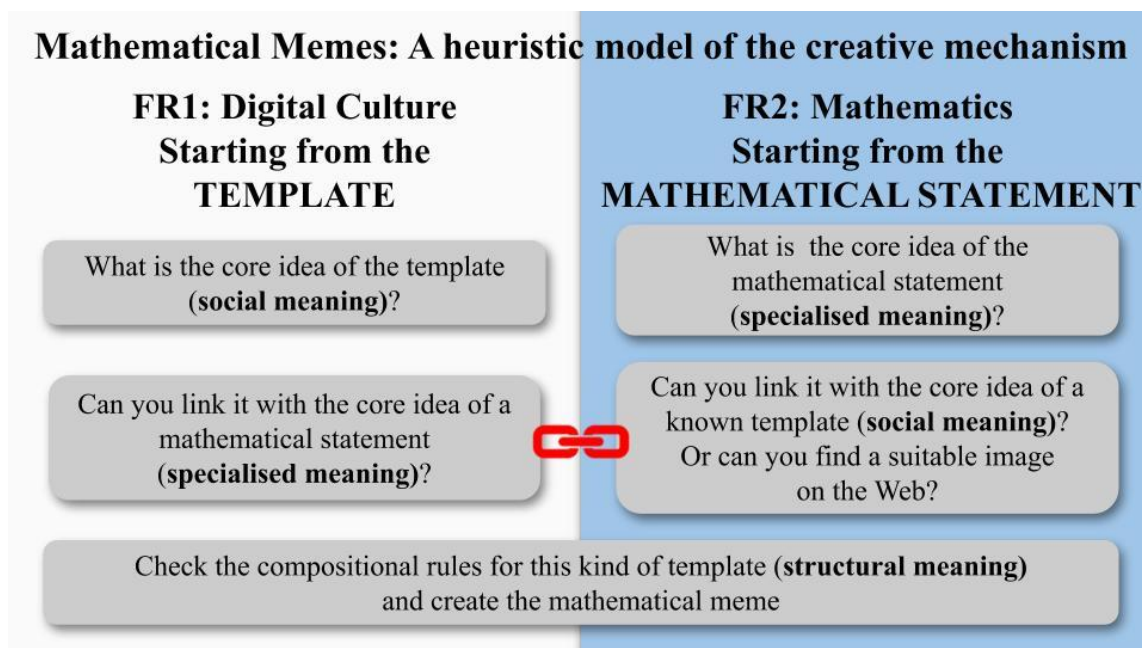 Mathematical Memes: A heuristic model of the creative mechanism
FR1: Digital Culture
Starting from the
TEMPLATE
What is the core idea of the template
(social meaning)?
Can you link it with the core idea of a
mathematical statement
(specialised meaning)?
FR2: Mathematics
Starting from the
MATHEMATICAL STATEMENT
What is the core idea of the
mathematical statement
(specialised meaning)?
Can you link it with the core idea of a
known template (social meaning)?
Or can you find a suitable image
on the Web?
Check the compositional rules for this kind of template (structural meaning)
and create the mathematical meme